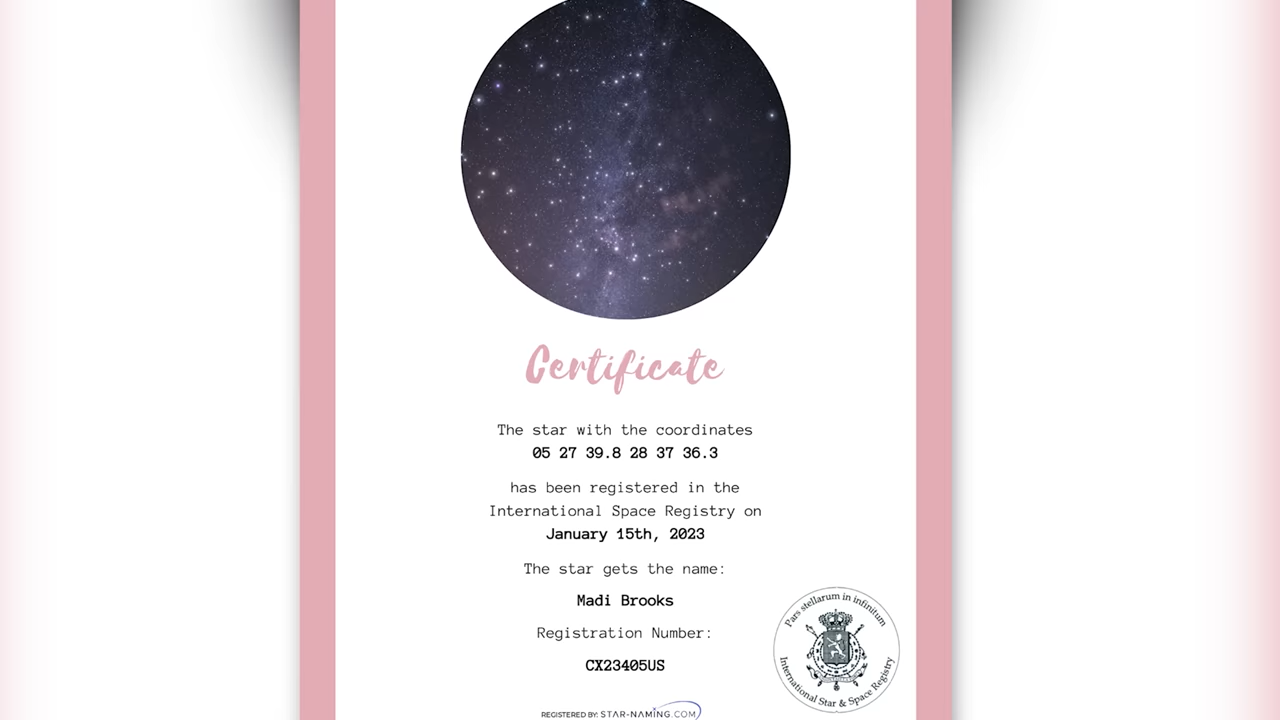 Certificate
The star with the coordinates
05 27 39.8 28 37 36.3
has been registered in the
International Space Registry on
January 15th, 2023
The star gets the name:
Madi Brooks
Registration Number:
CX23405US
Pars stellarum in infinitum
International Star & Space Registry
REGISTERED BY: STAR-NAMING.COM